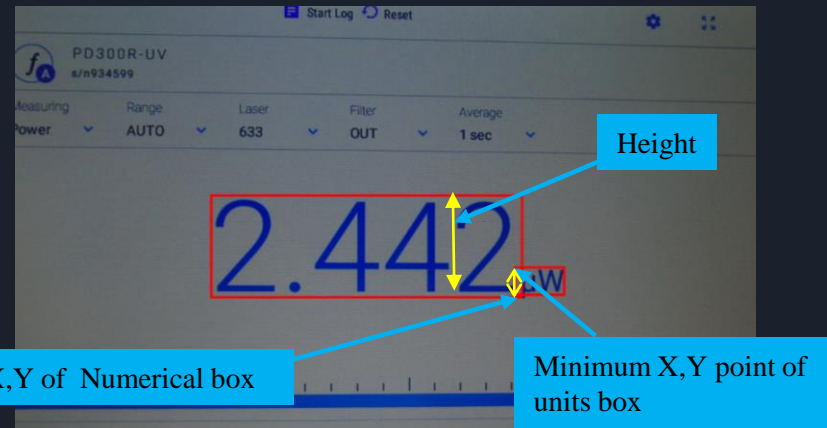 Start Log Reset
PD300R-UV
s/n934599
Measuring Range Laser Filter Average
Power AUTO 633 OUT 1 sec
Height
2.442 µW
X,Y of Numerical box
Minimum X,Y point of
units box